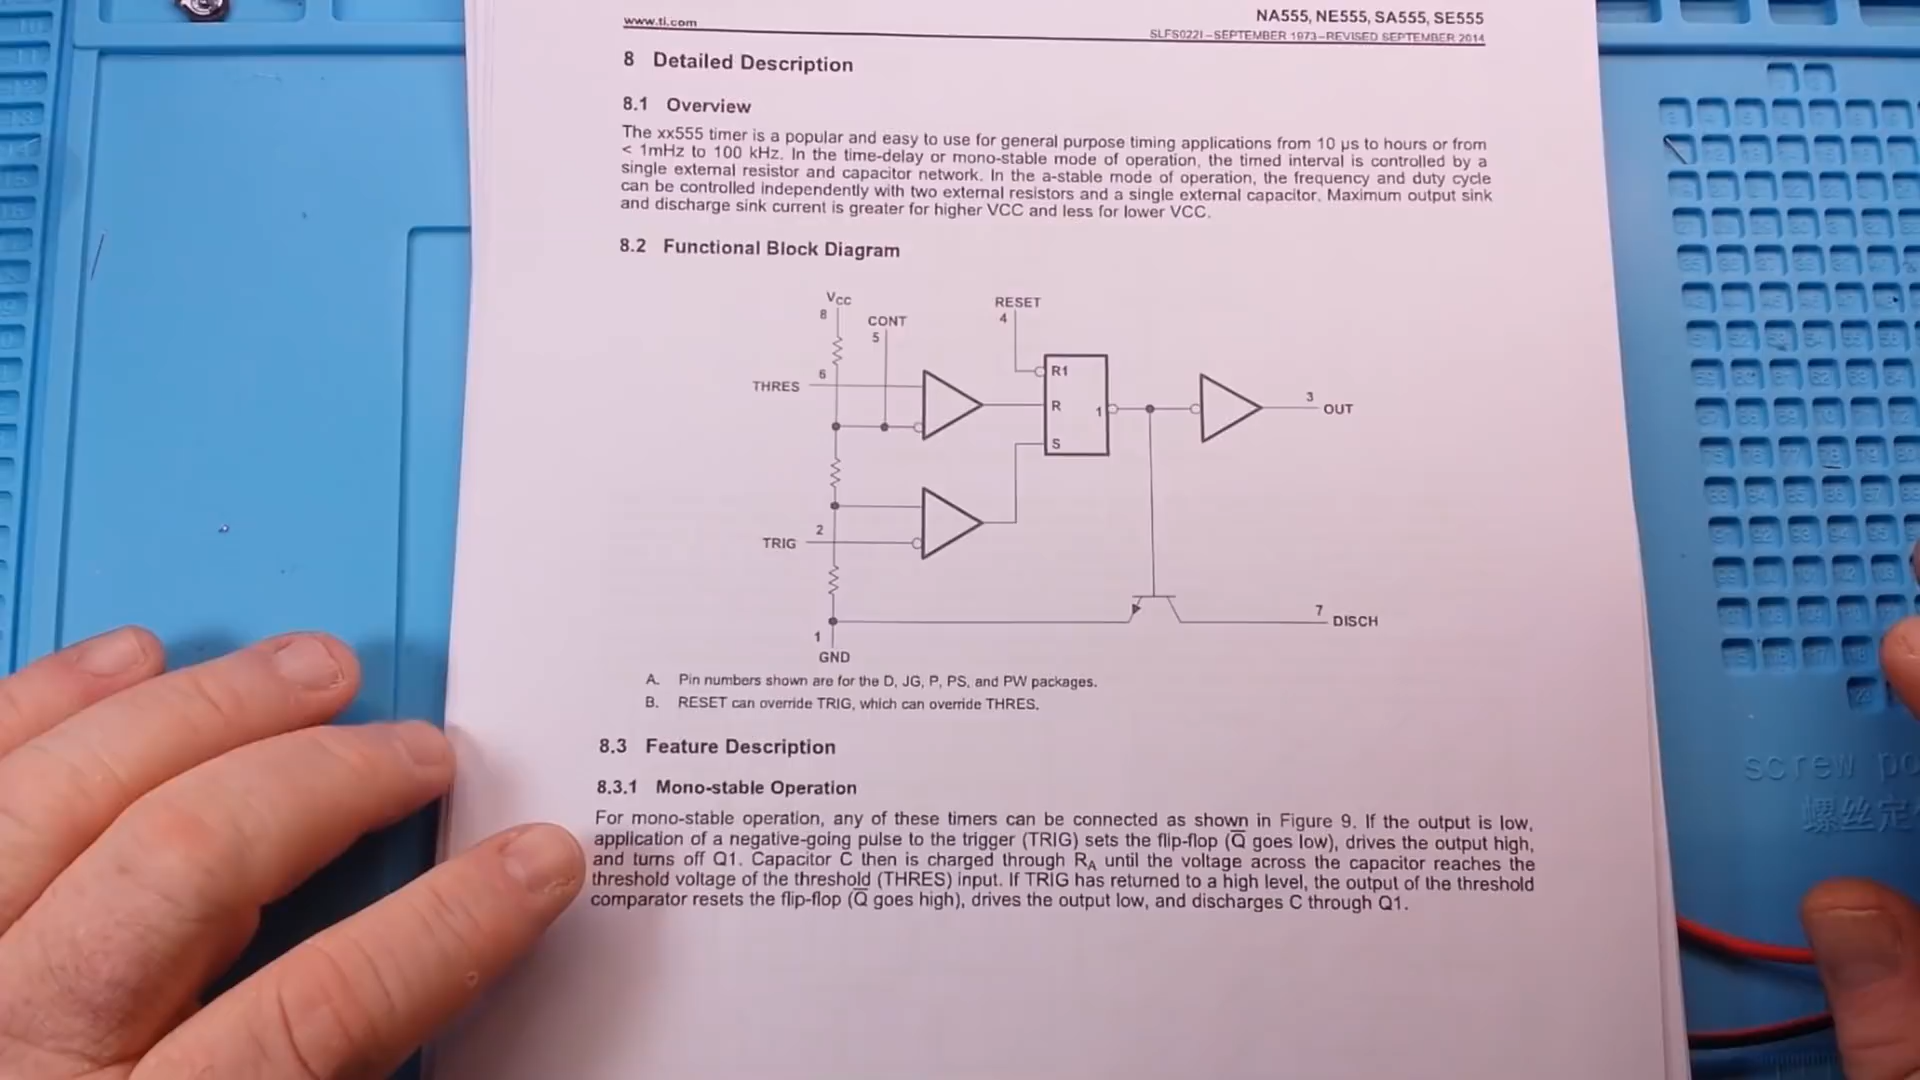 www.ti.com
NA555, NE555, SA555, SE555
SLFS022I – SEPTEMBER 1973 – REVISED SEPTEMBER 2014
8 Detailed Description
8.1 Overview
The xx555 timer is a popular and easy to use for general purpose timing applications from 10 µs to hours or from
< 1mHz to 100 kHz. In the time-delay or mono-stable mode of operation, the timed interval is controlled by a
single external resistor and capacitor network. In the a-stable mode of operation, the frequency and duty cycle
can be controlled independently with two external resistors and a single external capacitor. Maximum output sink
and discharge sink current is greater for higher VCC and less for lower VCC.
8.2 Functional Block Diagram
VCC
8
CONT
5
RESET
4
THRES
6
R1
R
1
S
3
OUT
TRIG
2
7
DISCH
1
GND
A. Pin numbers shown are for the D, JG, P, PS, and PW packages.
B. RESET can override TRIG, which can override THRES.
8.3 Feature Description
8.3.1 Mono-stable Operation
For mono-stable operation, any of these timers can be connected as shown in Figure 9. If the output is low,
application of a negative-going pulse to the trigger (TRIG) sets the flip-flop (Q̅ goes low), drives the output high,
and turns off Q1. Capacitor C then is charged through RA until the voltage across the capacitor reaches the
threshold voltage of the threshold (THRES) input. If TRIG has returned to a high level, the output of the threshold
comparator resets the flip-flop (Q̅ goes high), drives the output low, and discharges C through Q1.
screw
螺丝定